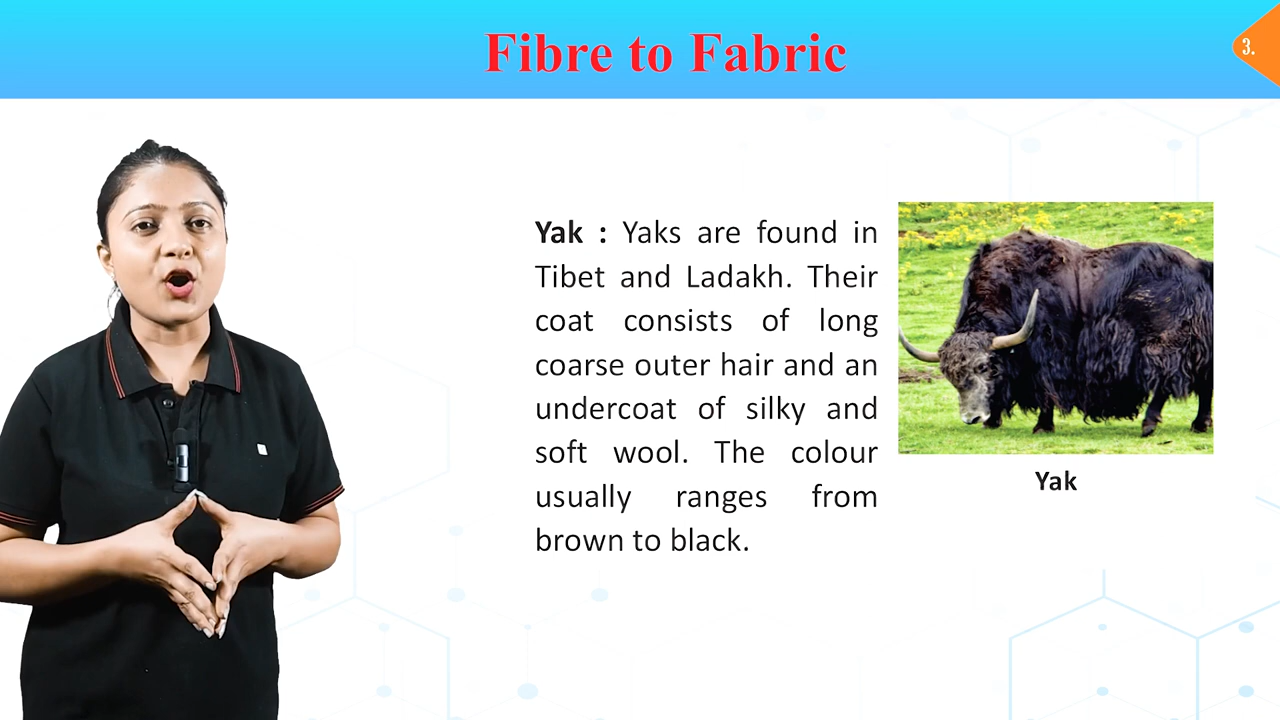 Fibre to Fabric
3.
Yak : Yaks are found in
Tibet and Ladakh. Their
coat consists of long
coarse outer hair and an
undercoat of silky and
soft wool. The colour
usually ranges from
brown to black.
Yak